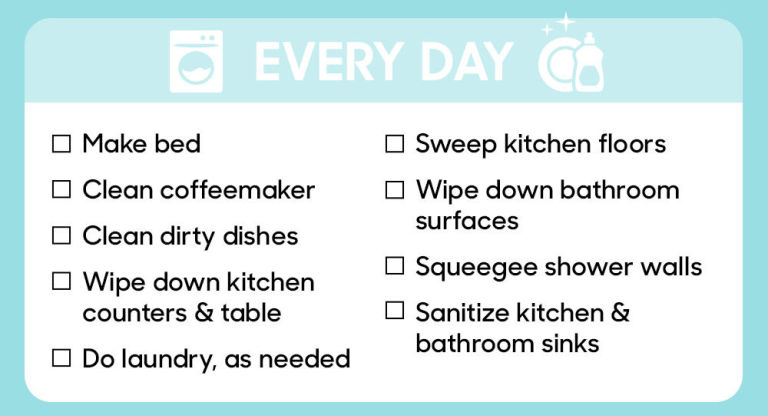 EVERY DAY
Make bed
Clean coffeemaker
Clean dirty dishes
Wipe down kitchen
counters & table
Do laundry, as needed
Sweep kitchen floors
Wipe down bathroom
surfaces
Squeegee shower walls
Sanitize kitchen &
bathroom sinks